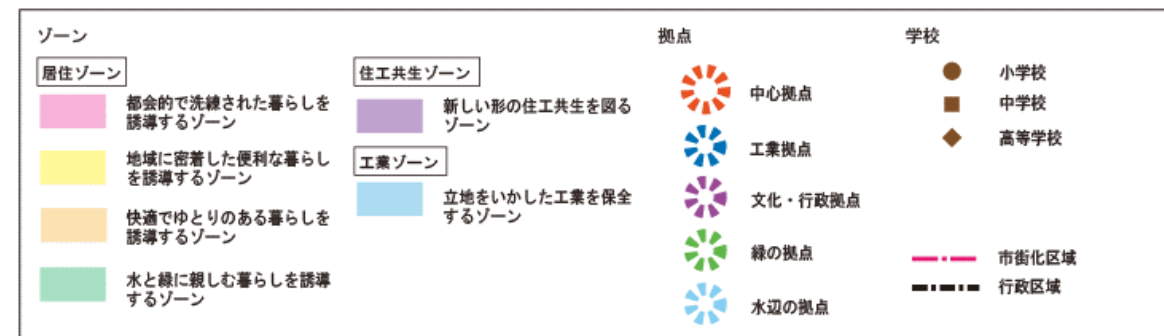 ゾーン
居住ゾーン
都会的で洗練された暮らしを
誘導するゾーン
地域に密着した便利な暮らし
を誘導するゾーン
快適でゆとりのある暮らしを
誘導するゾーン
水と緑に親しむ暮らしを誘導
するゾーン
住工共生ゾーン
新しい形の住工共生を図る
ゾーン
工業ゾーン
立地をいかした工業を保全
するゾーン
拠点
中心拠点
工業拠点
文化・行政拠点
緑の拠点
水辺の拠点
学校
小学校
中学校
高等学校
市街化区域
行政区域